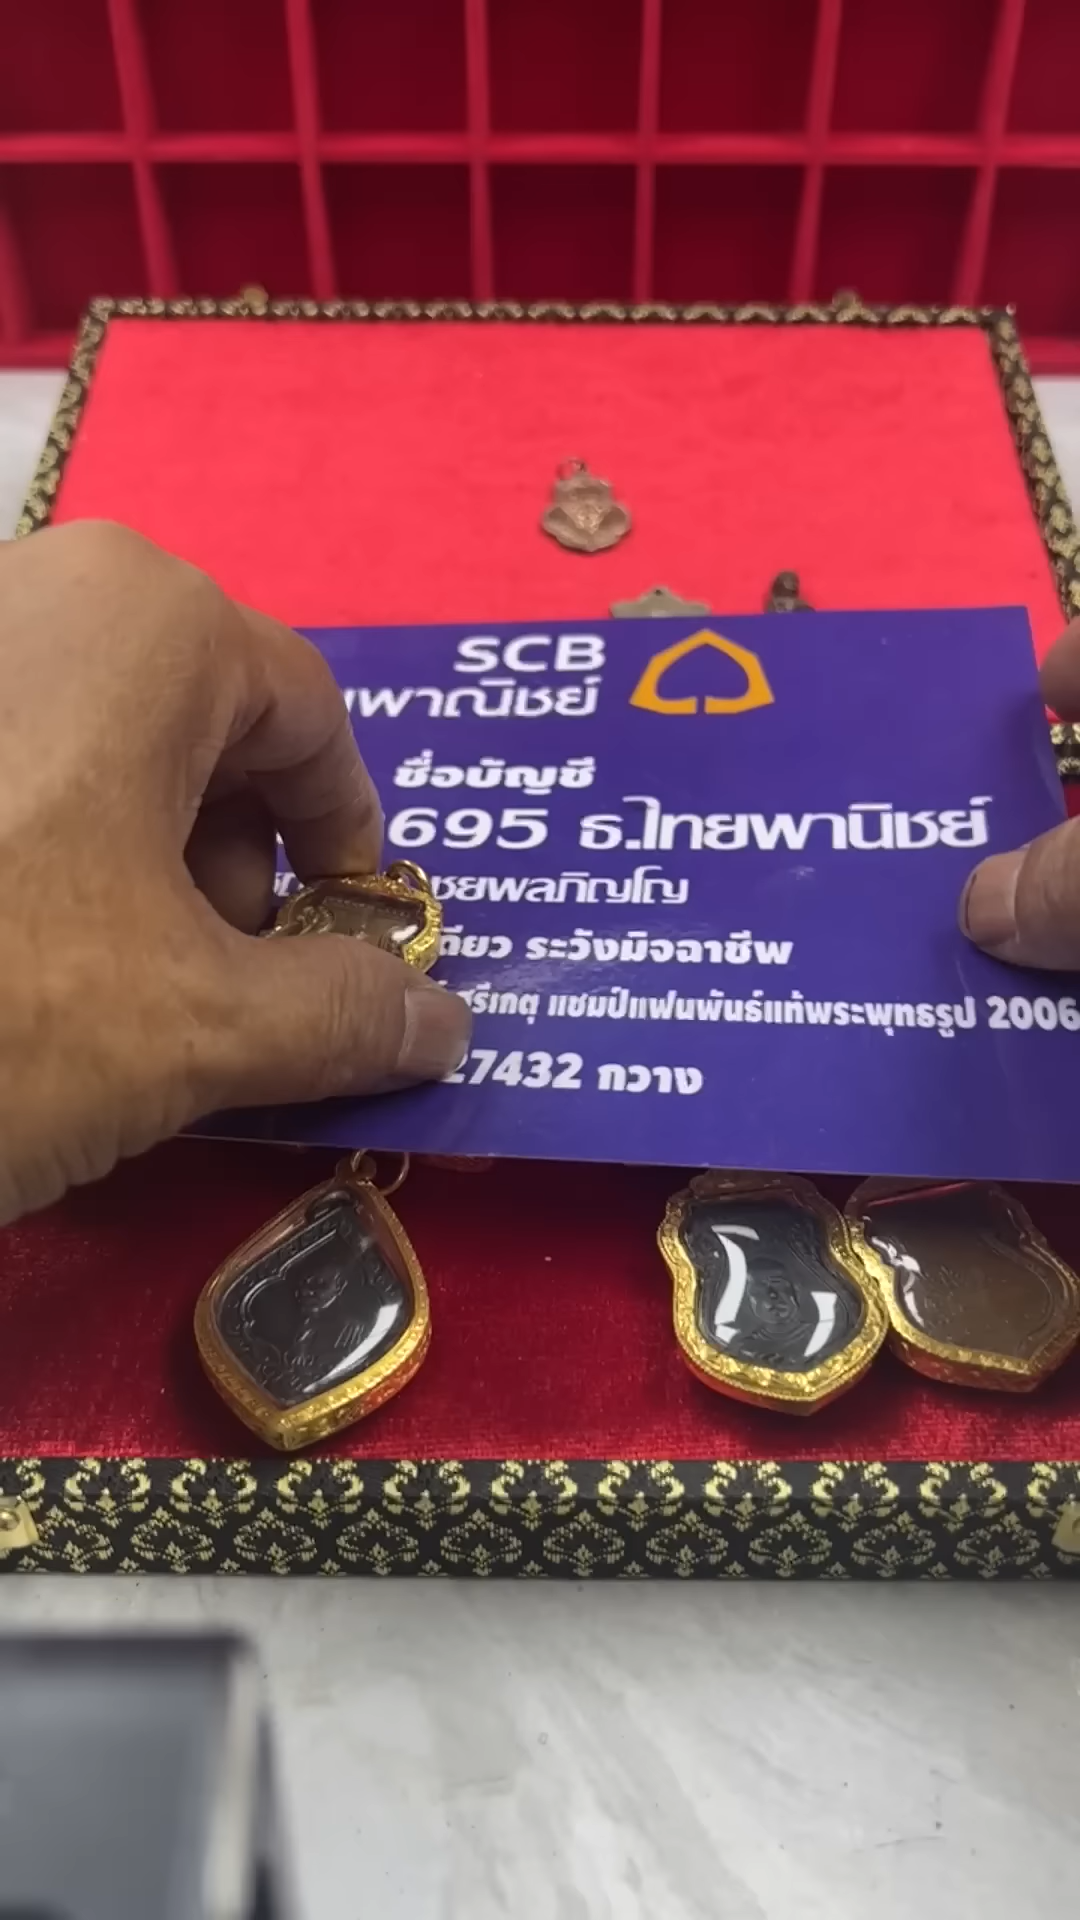 SCB
ยพาณิชย์
ชื่อบัญชี
695 ธ.ไทยพานิชย์
ชยพลภิญโญ
เดียว ระวังมิจฉาชีพ
ศรีเกตุ แชมป์แฟนพันธ์แท้พระพุทธรูป 2006
27432 กวาง